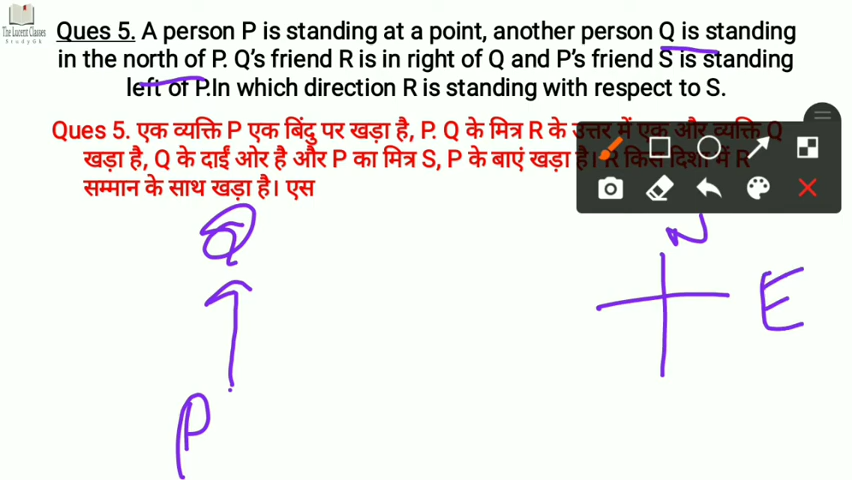 The Lucent Classes
StudyGk
Ques 5. A person P is standing at a point, another person Q is standing
in the north of P. Q's friend R is in right of Q and P's friend S is standing
left of P.In which direction R is standing with respect to S.
Ques 5. एक व्यक्ति P एक बिंदु पर खड़ा है, P. Q के मित्र R के उत्तर में एक और व्यक्ति Q
खड़ा है, Q के दाईं ओर है और P का मित्र S, P के बाएं खड़ा है। R किस दिशा में R
सम्मान के साथ खड़ा है। एस
Q
N
E
P